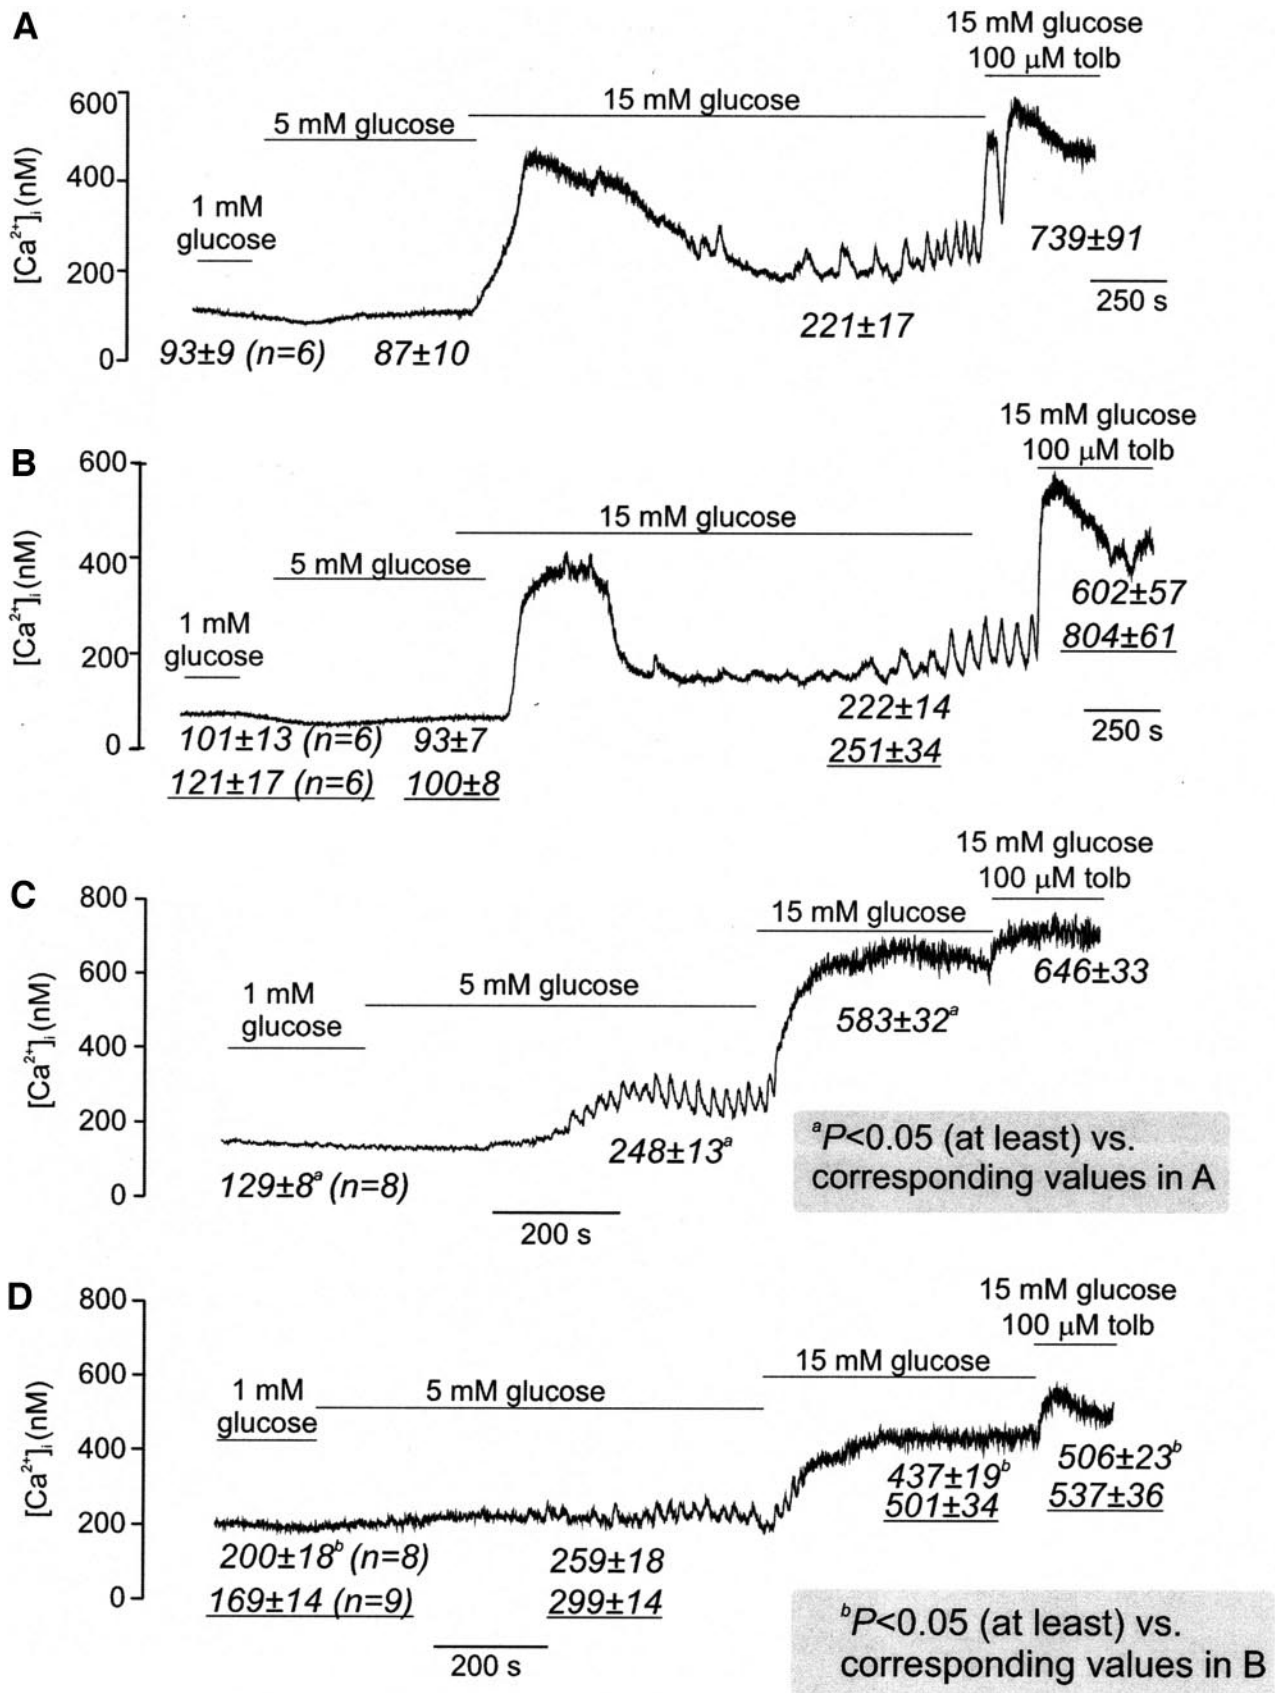 A
15 mM glucose
100 μM tolb
15 mM glucose
5 mM glucose
1 mM
glucose
[Ca²⁺]ᵢ (nM)
600
400
200
0
739±91
250 s
221±17
93±9 (n=6)
87±10
B
15 mM glucose
100 μM tolb
15 mM glucose
5 mM glucose
1 mM
glucose
[Ca²⁺]ᵢ (nM)
600
400
200
0
602±57
804±61
222±14
251±34
250 s
101±13 (n=6)
93±7
121±17 (n=6)
100±8
C
15 mM glucose
100 μM tolb
15 mM glucose
5 mM glucose
1 mM
glucose
[Ca²⁺]ᵢ (nM)
800
600
400
200
0
646±33
583±32ᵃ
248±13ᵃ
129±8ᵃ (n=8)
200 s
ᵃP<0.05 (at least) vs.
corresponding values in A
D
15 mM glucose
100 μM tolb
15 mM glucose
5 mM glucose
1 mM
glucose
[Ca²⁺]ᵢ (nM)
800
600
400
200
0
437±19ᵇ
501±34
506±23ᵇ
537±36
200±18ᵇ (n=8)
259±18
169±14 (n=9)
299±14
200 s
ᵇP<0.05 (at least) vs.
corresponding values in B